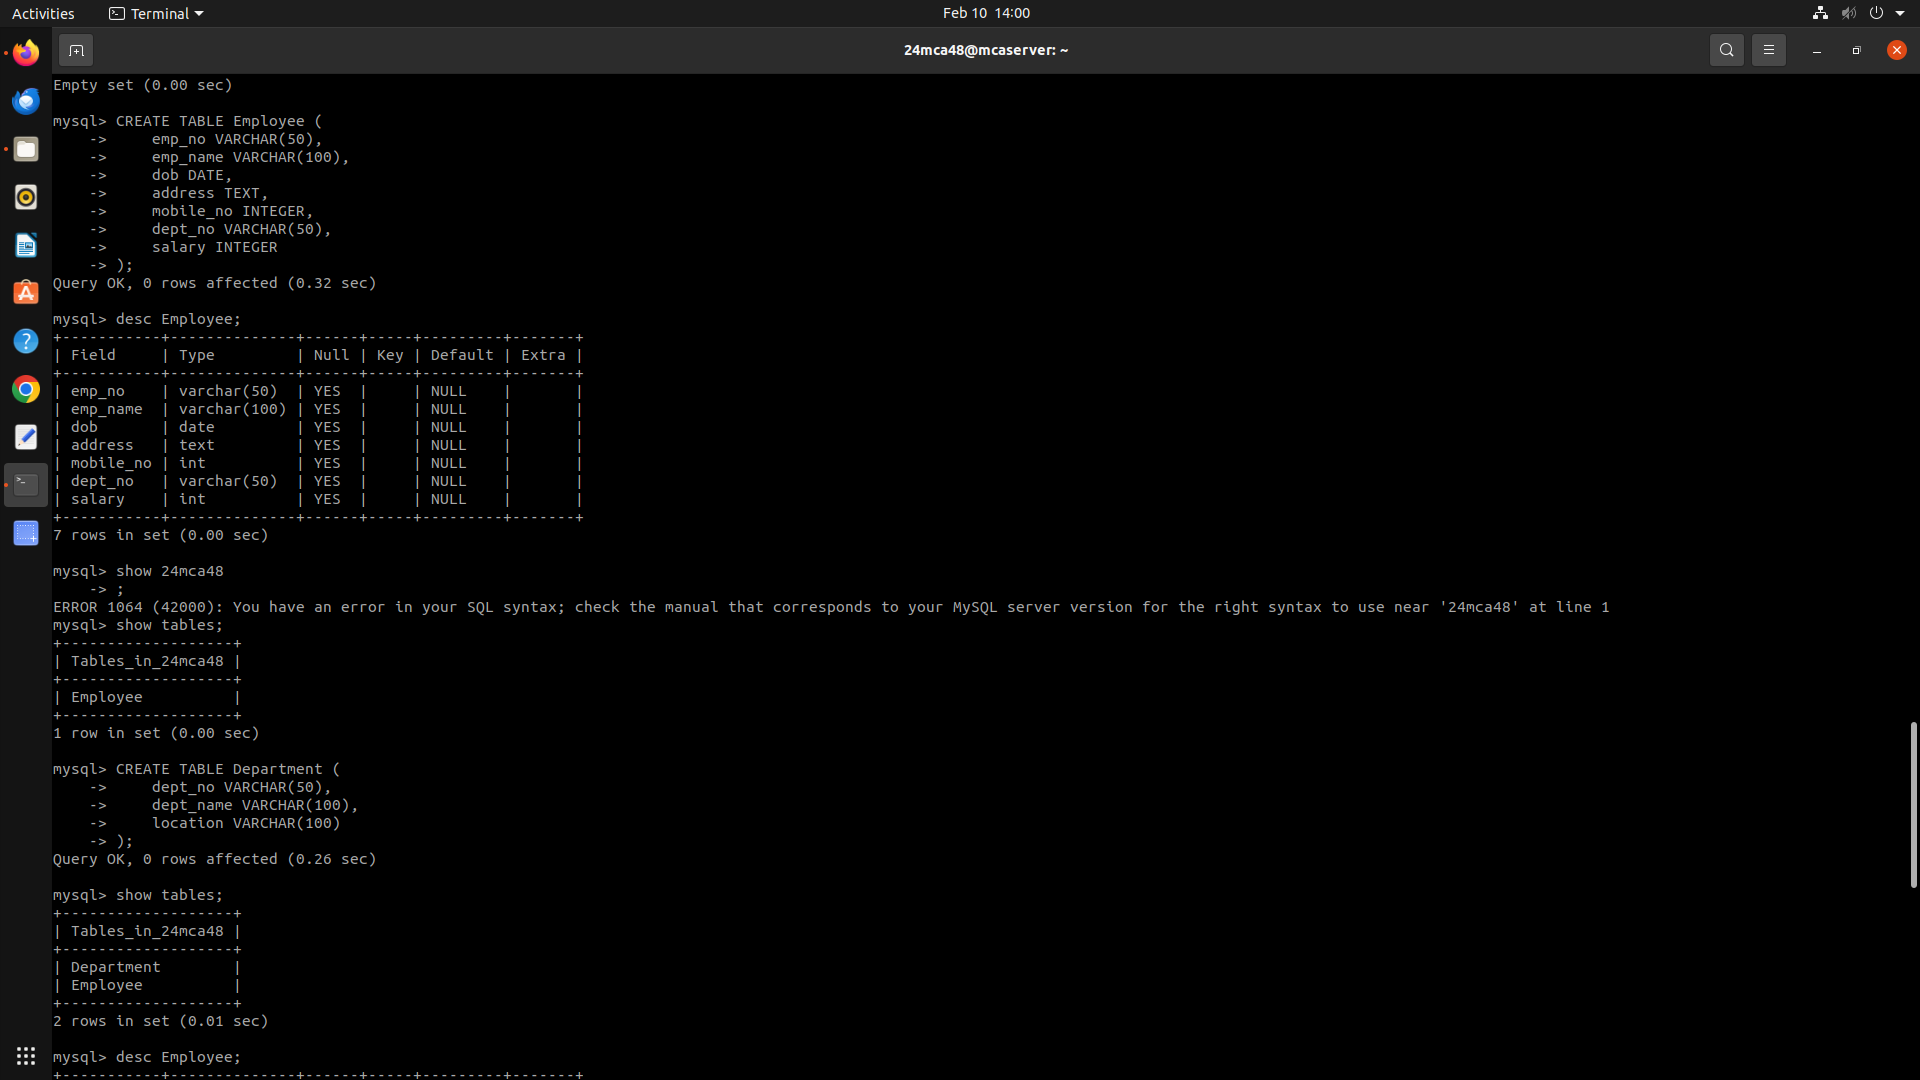 Activities
Terminal
Feb 10 14:00
24mca48@mcaserver: ~
Empty set (0.00 sec)
mysql> CREATE TABLE Employee (
    ->     emp_no VARCHAR(50),
    ->     emp_name VARCHAR(100),
    ->     dob DATE,
    ->     address TEXT,
    ->     mobile_no INTEGER,
    ->     dept_no VARCHAR(50),
    ->     salary INTEGER
    -> );
Query OK, 0 rows affected (0.32 sec)
mysql> desc Employee;
+-----------+--------------+------+-----+---------+-------+
| Field     | Type         | Null | Key | Default | Extra |
+-----------+--------------+------+-----+---------+-------+
| emp_no    | varchar(50)  | YES  |     | NULL    |       |
| emp_name  | varchar(100) | YES  |     | NULL    |       |
| dob       | date         | YES  |     | NULL    |       |
| address   | text         | YES  |     | NULL    |       |
| mobile_no | int          | YES  |     | NULL    |       |
| dept_no   | varchar(50)  | YES  |     | NULL    |       |
| salary    | int          | YES  |     | NULL    |       |
+-----------+--------------+------+-----+---------+-------+
7 rows in set (0.00 sec)
mysql> show 24mca48
    -> ;
ERROR 1064 (42000): You have an error in your SQL syntax; check the manual that corresponds to your MySQL server version for the right syntax to use near '24mca48' at line 1
mysql> show tables;
+-------------------+
| Tables_in_24mca48 |
+-------------------+
| Employee          |
+-------------------+
1 row in set (0.00 sec)
mysql> CREATE TABLE Department (
    ->     dept_no VARCHAR(50),
    ->     dept_name VARCHAR(100),
    ->     location VARCHAR(100)
    -> );
Query OK, 0 rows affected (0.26 sec)
mysql> show tables;
+-------------------+
| Tables_in_24mca48 |
+-------------------+
| Department        |
| Employee          |
+-------------------+
2 rows in set (0.01 sec)
mysql> desc Employee;
+-----------+--------------+------+-----+---------+-------+